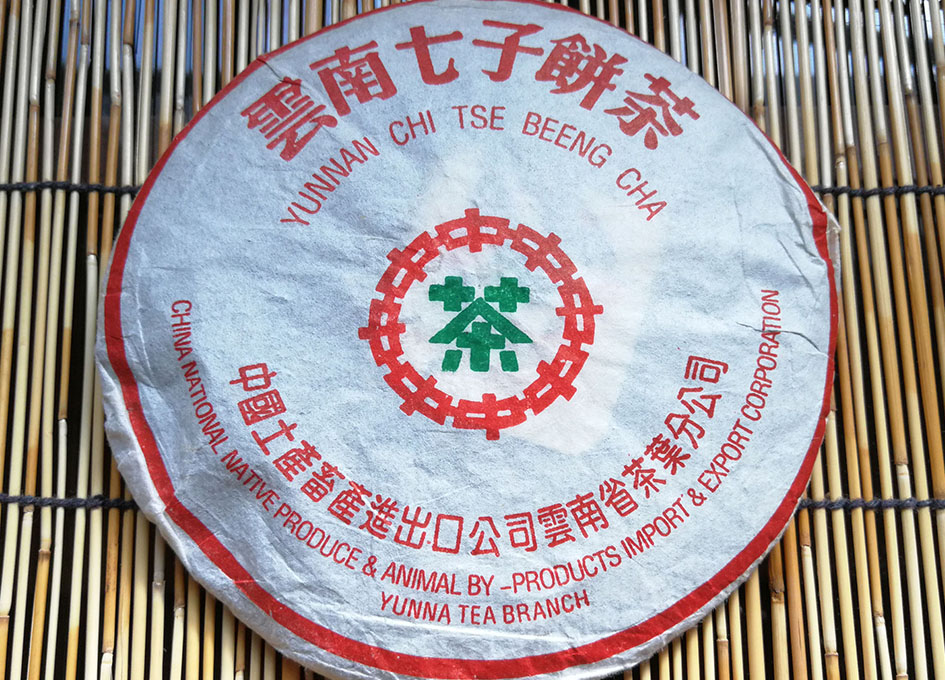 雲南七子餅茶
YUNNAN CHI TSE BEENG CHA
茶
中國土產畜產進出口公司雲南省茶葉分公司
CHINA NATIONAL NATIVE PRODUCE & ANIMAL BY -PRODUCTS IMPORT & EXPORT CORPORATION
YUNNA TEA BRANCH